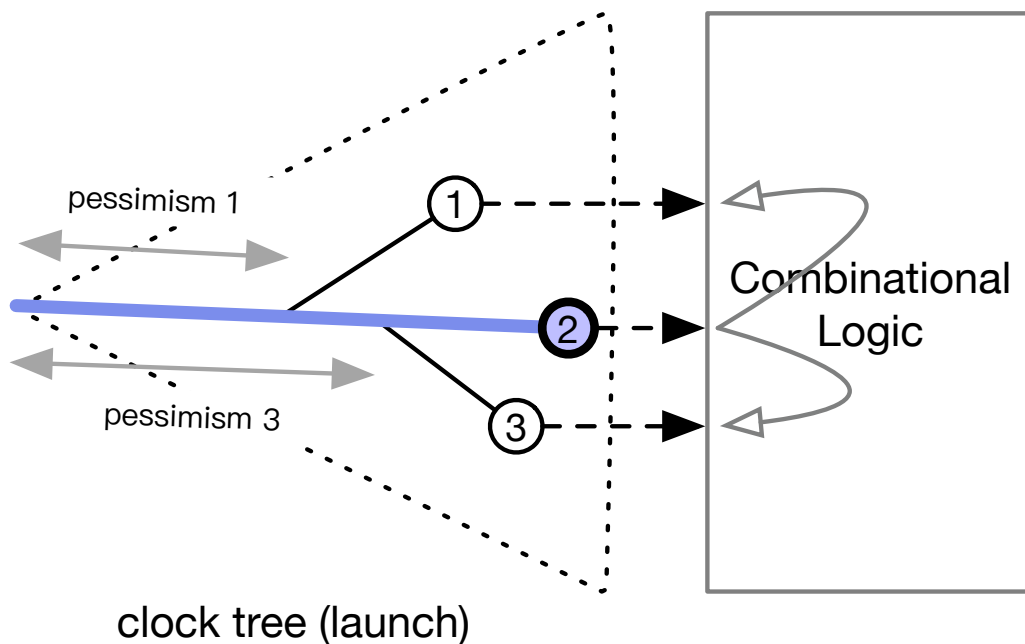 pessimism 1
1
Combinational
Logic
2
pessimism 3
3
clock tree (launch)